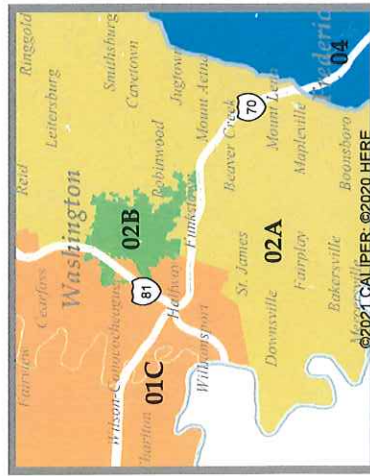 Reid
Ringgold
Leitersburg
Smithsburg
Cearfoss
Cavetown
Fairview
Washington
Jugtown
Robinwood
Mount Aetna
02B
Wilson-Conococheague
81
Funkstown
Halfway
Beaver Creek
70
Mount Lena
Frederic
04
01C
Charlton
Williamsport
St. James
02A
Mapleville
Downsville
Fairplay
Boonsboro
Bakersville
©2021 CALIPER; ©2020 HERE